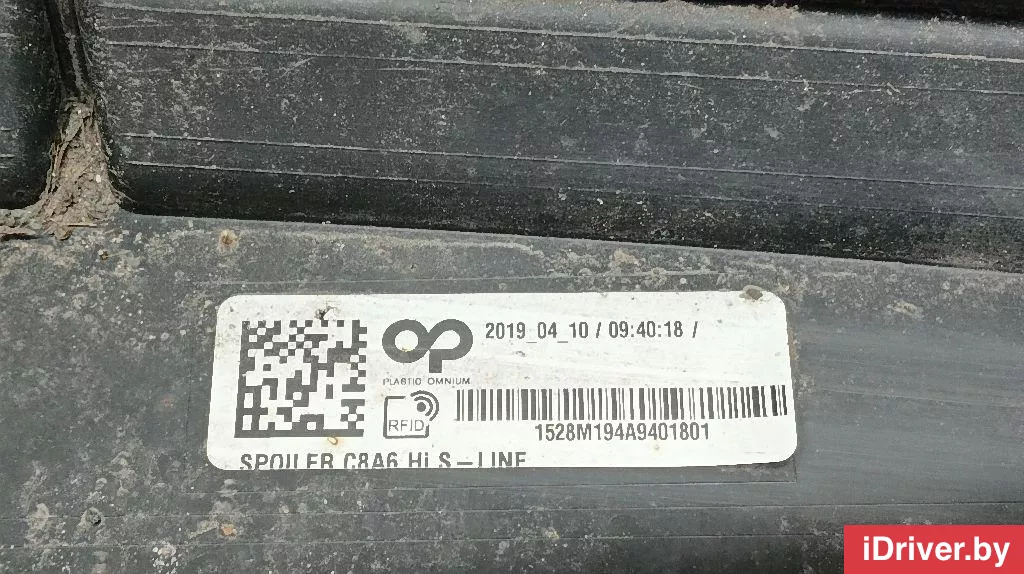 2019_04_10 / 09:40:18 /
PLASTIC OMNIUM
RFID
1528M194A9401801
SPOILER C8A6 Hi S-LINE
iDriver.by